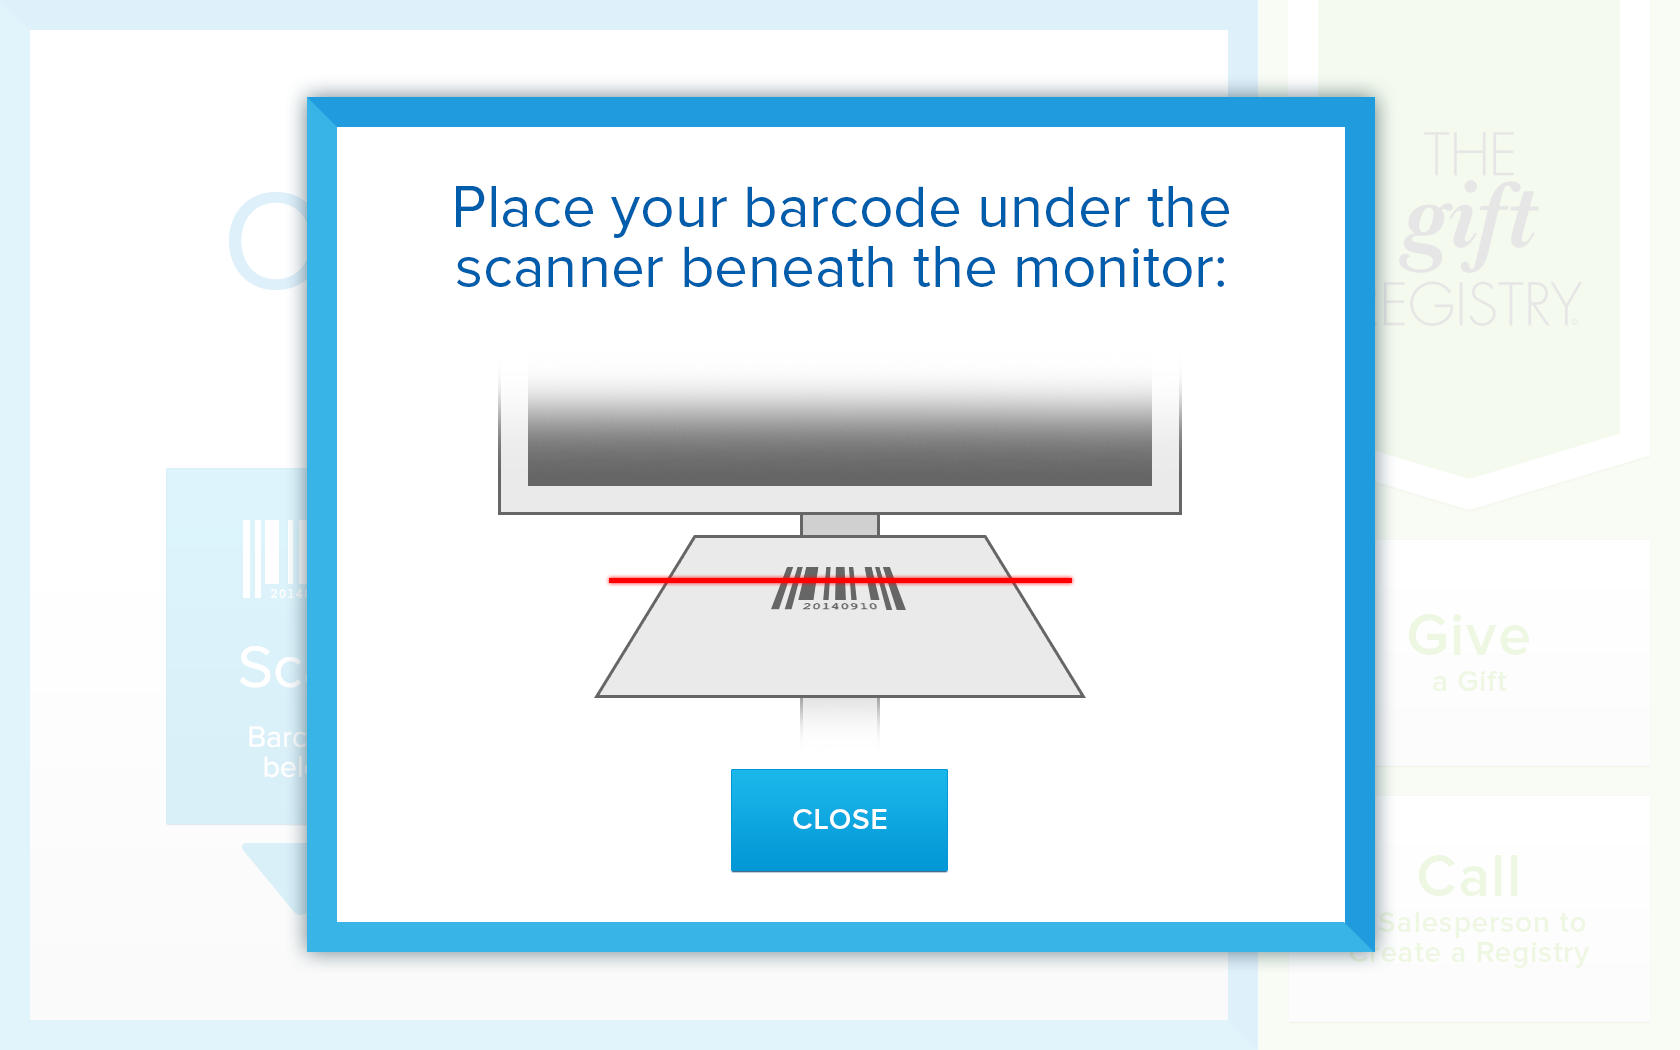 Place your barcode under the
scanner beneath the monitor:
20140910
CLOSE
THE
gift
REGISTRY
Give
a Gift
Call
Salesperson to
Create a Registry